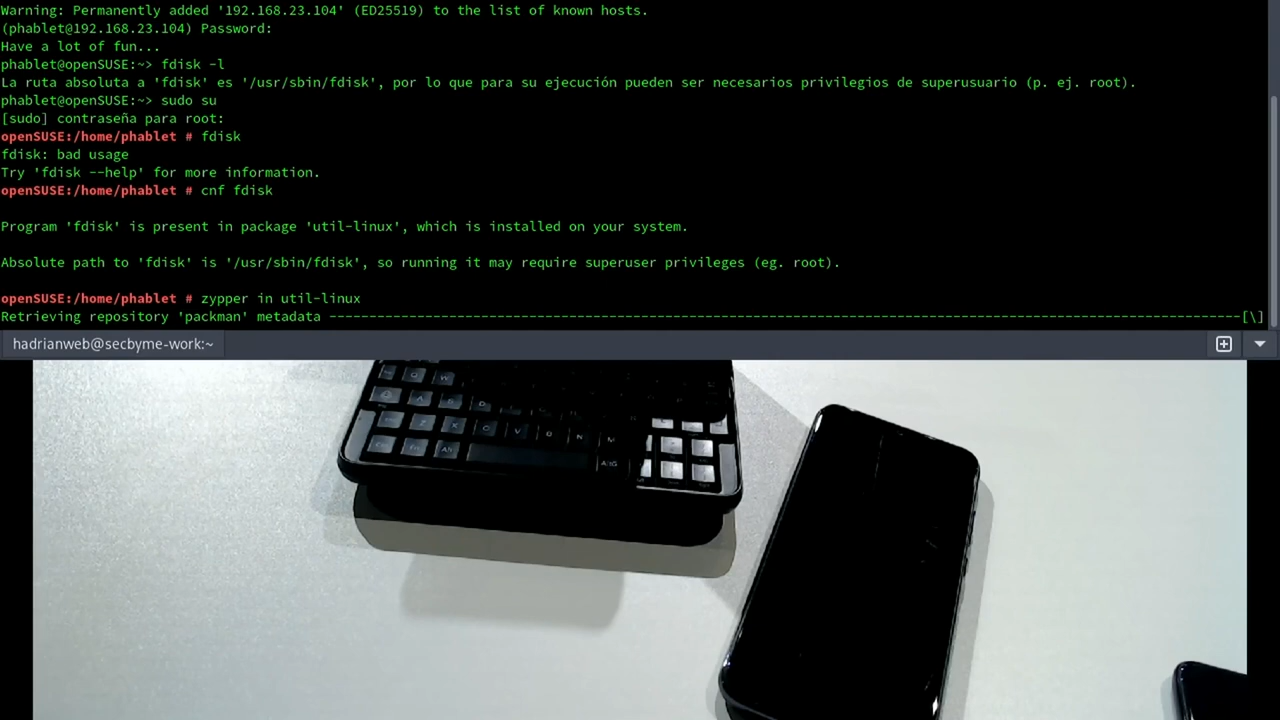 Warning: Permanently added '192.168.23.104' (ED25519) to the list of known hosts.
(phablet@192.168.23.104) Password:
Have a lot of fun...
phablet@openSUSE:~> fdisk -l
La ruta absoluta a 'fdisk' es '/usr/sbin/fdisk', por lo que para su ejecución pueden ser necesarios privilegios de superusuario (p. ej. root).
phablet@openSUSE:~> sudo su
[sudo] contraseña para root:
openSUSE:/home/phablet # fdisk
fdisk: bad usage
Try 'fdisk --help' for more information.
openSUSE:/home/phablet # cnf fdisk
Program 'fdisk' is present in package 'util-linux', which is installed on your system.
Absolute path to 'fdisk' is '/usr/sbin/fdisk', so running it may require superuser privileges (eg. root).
openSUSE:/home/phablet # zypper in util-linux
Retrieving repository 'packman' metadata ----------------------------------------------------------------------------------------------------------------------[\]
hadrianweb@secbyme-work:~